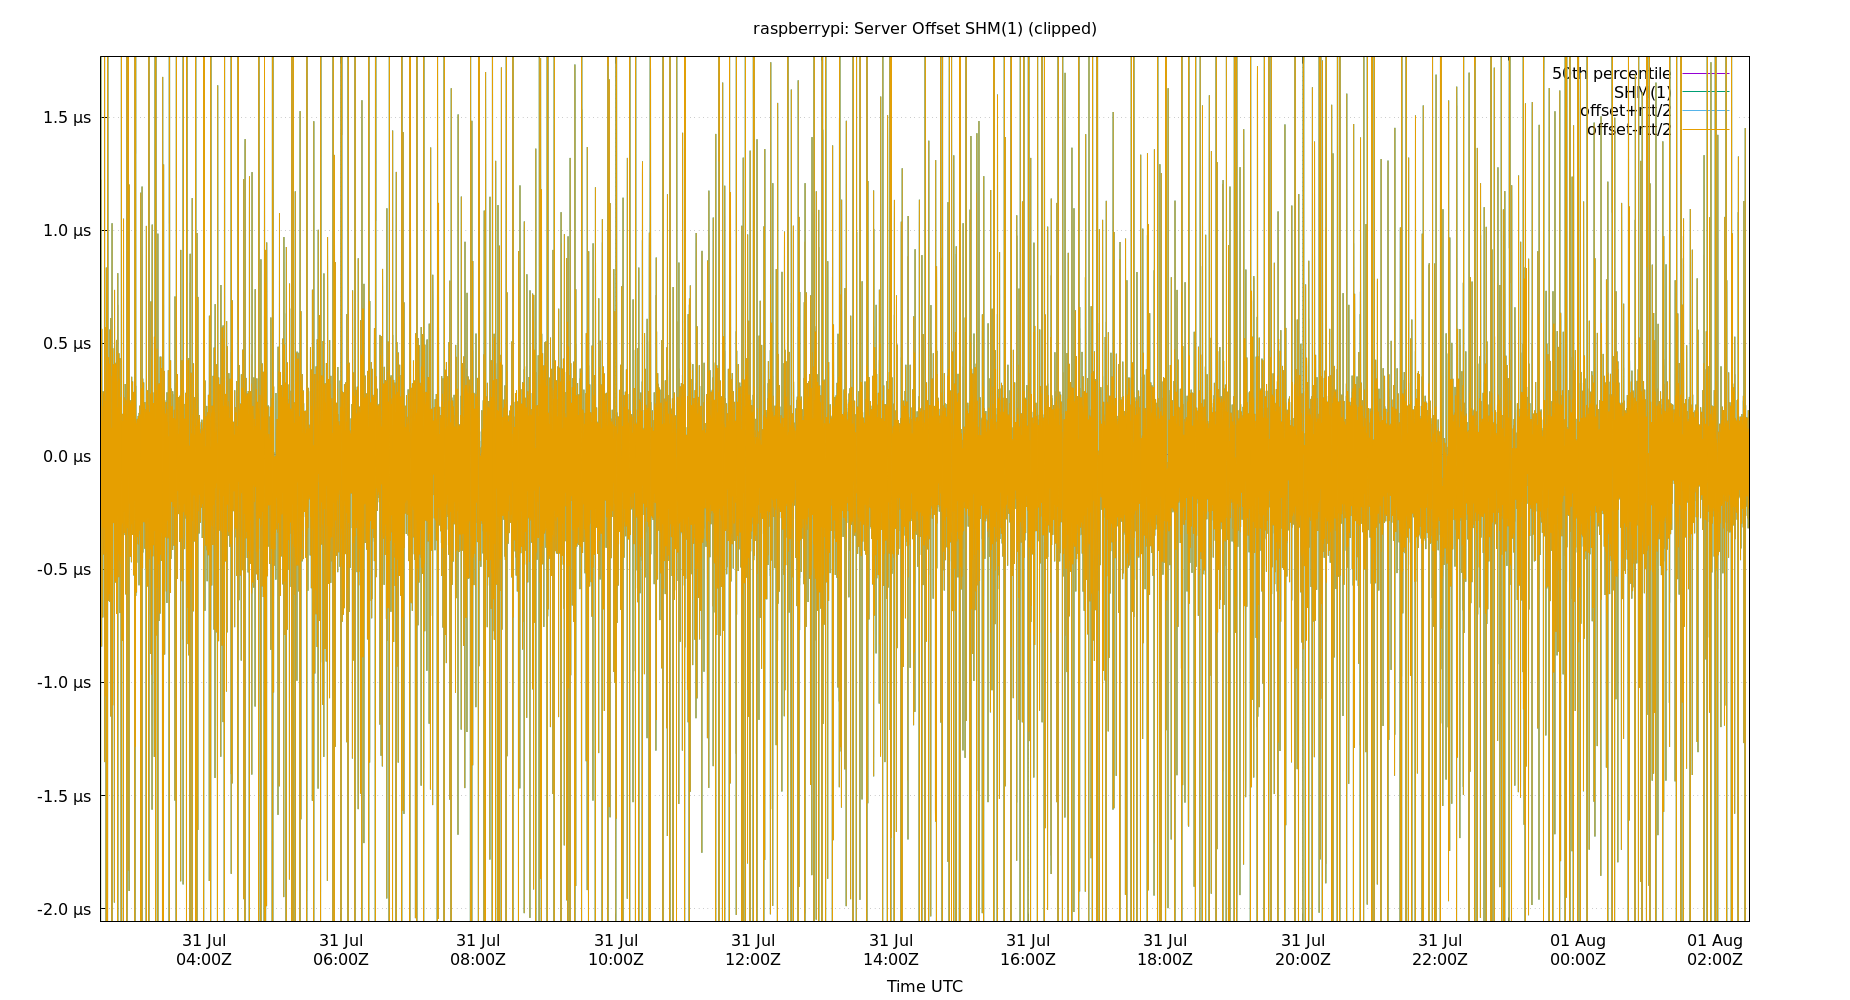 raspberrypi: Server Offset SHM(1) (clipped)
50th percentile
SHM(1)
offset+rtt/2
offset-rtt/2
1.5 µs
1.0 µs
0.5 µs
0.0 µs
-0.5 µs
-1.0 µs
-1.5 µs
-2.0 µs
31 Jul 31 Jul 31 Jul 31 Jul 31 Jul 31 Jul 31 Jul 31 Jul 31 Jul 31 Jul 01 Aug 01 Aug
04:00Z 06:00Z 08:00Z 10:00Z 12:00Z 14:00Z 16:00Z 18:00Z 20:00Z 22:00Z 00:00Z 02:00Z
Time UTC